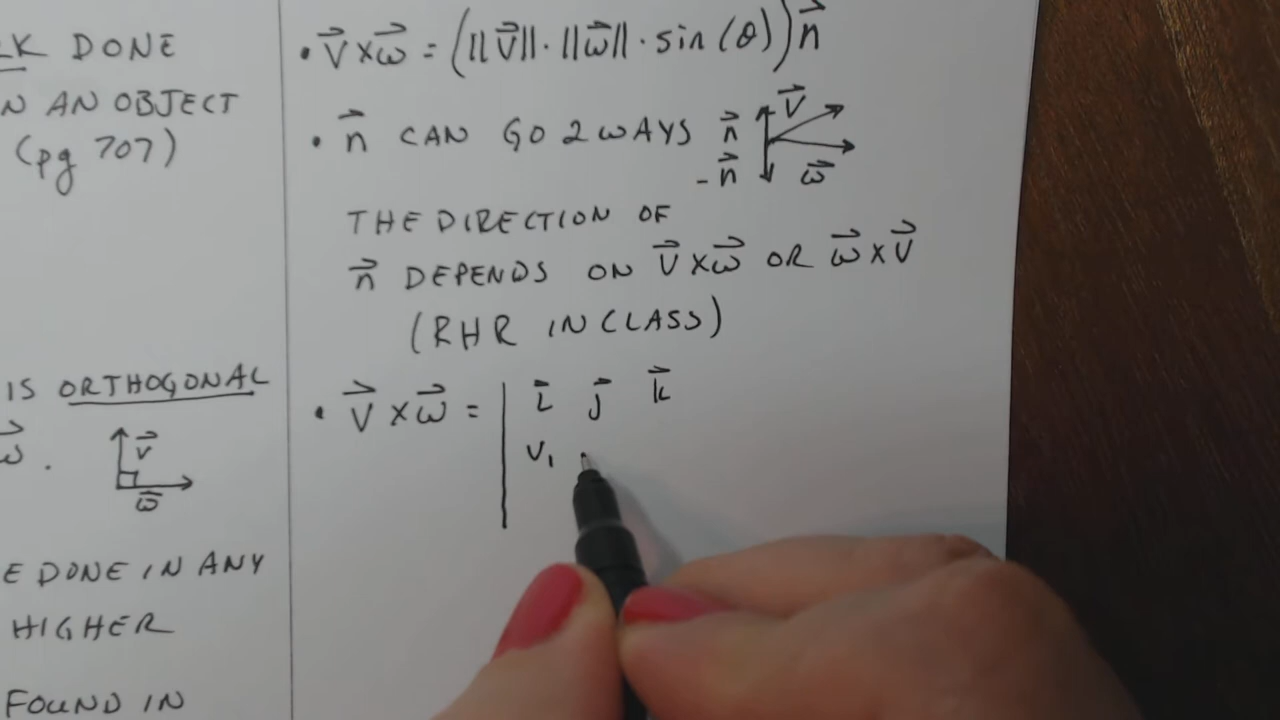 LK DONE
N AN OBJECT
(pg 707)
IS ORTHOGONAL
ω⃗ .
v⃗
ω⃗
E DONE IN ANY
HIGHER
FOUND IN
• v⃗ × ω⃗ = (||v⃗|| · ||ω⃗|| · sin(θ)) n⃗
• n⃗ CAN GO 2 WAYS n⃗ v⃗
-n⃗ ω⃗
THE DIRECTION OF
n⃗ DEPENDS ON v⃗ × ω⃗ OR ω⃗ × v⃗
(RHR IN CLASS)
• v⃗ × ω⃗ = | i⃗ j⃗ k⃗
v₁